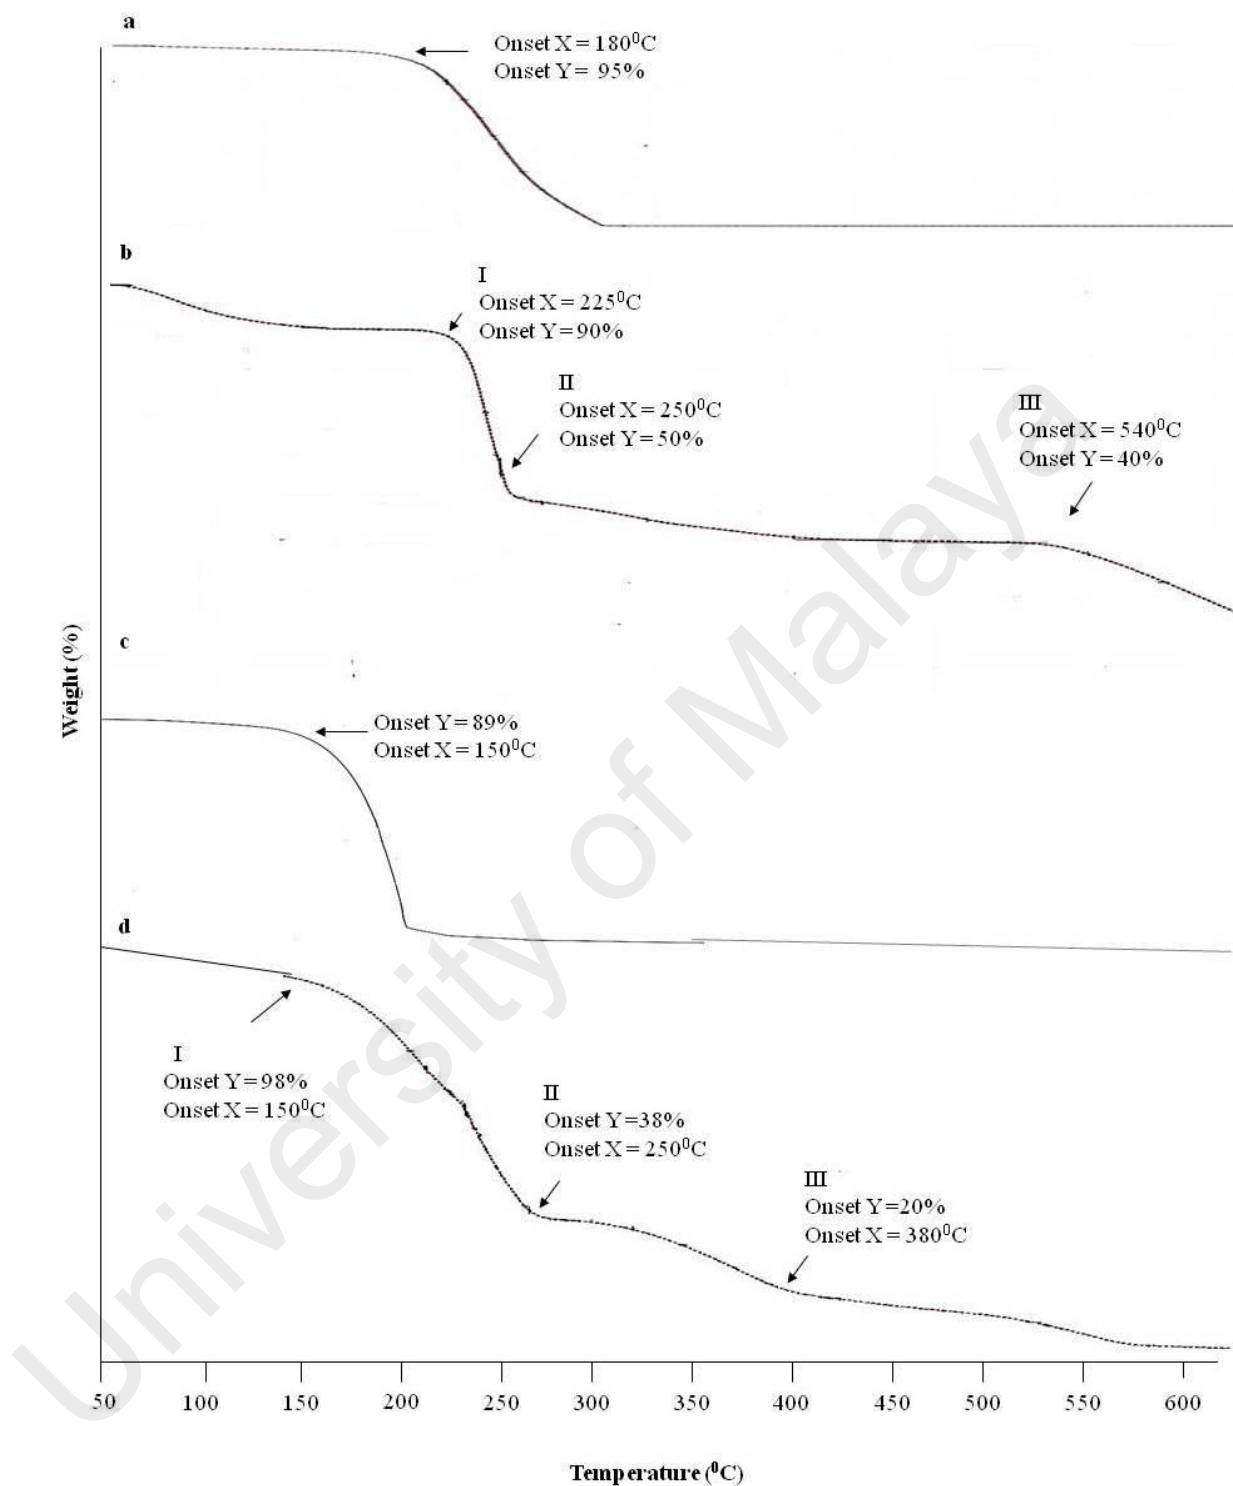 a
Onset X = 180⁰C
Onset Y = 95%
b
I
Onset X = 225⁰C
Onset Y = 90%
II
Onset X = 250⁰C
Onset Y = 50%
III
Onset X = 540⁰C
Onset Y = 40%
c
Weight (%)
Onset Y = 89%
Onset X = 150⁰C
d
I
Onset Y = 98%
Onset X = 150⁰C
II
Onset Y =38%
Onset X = 250⁰C
III
Onset Y =20%
Onset X = 380⁰C
50 100 150 200 250 300 350 400 450 500 550 600
Temperature (⁰C)
University of Malaya